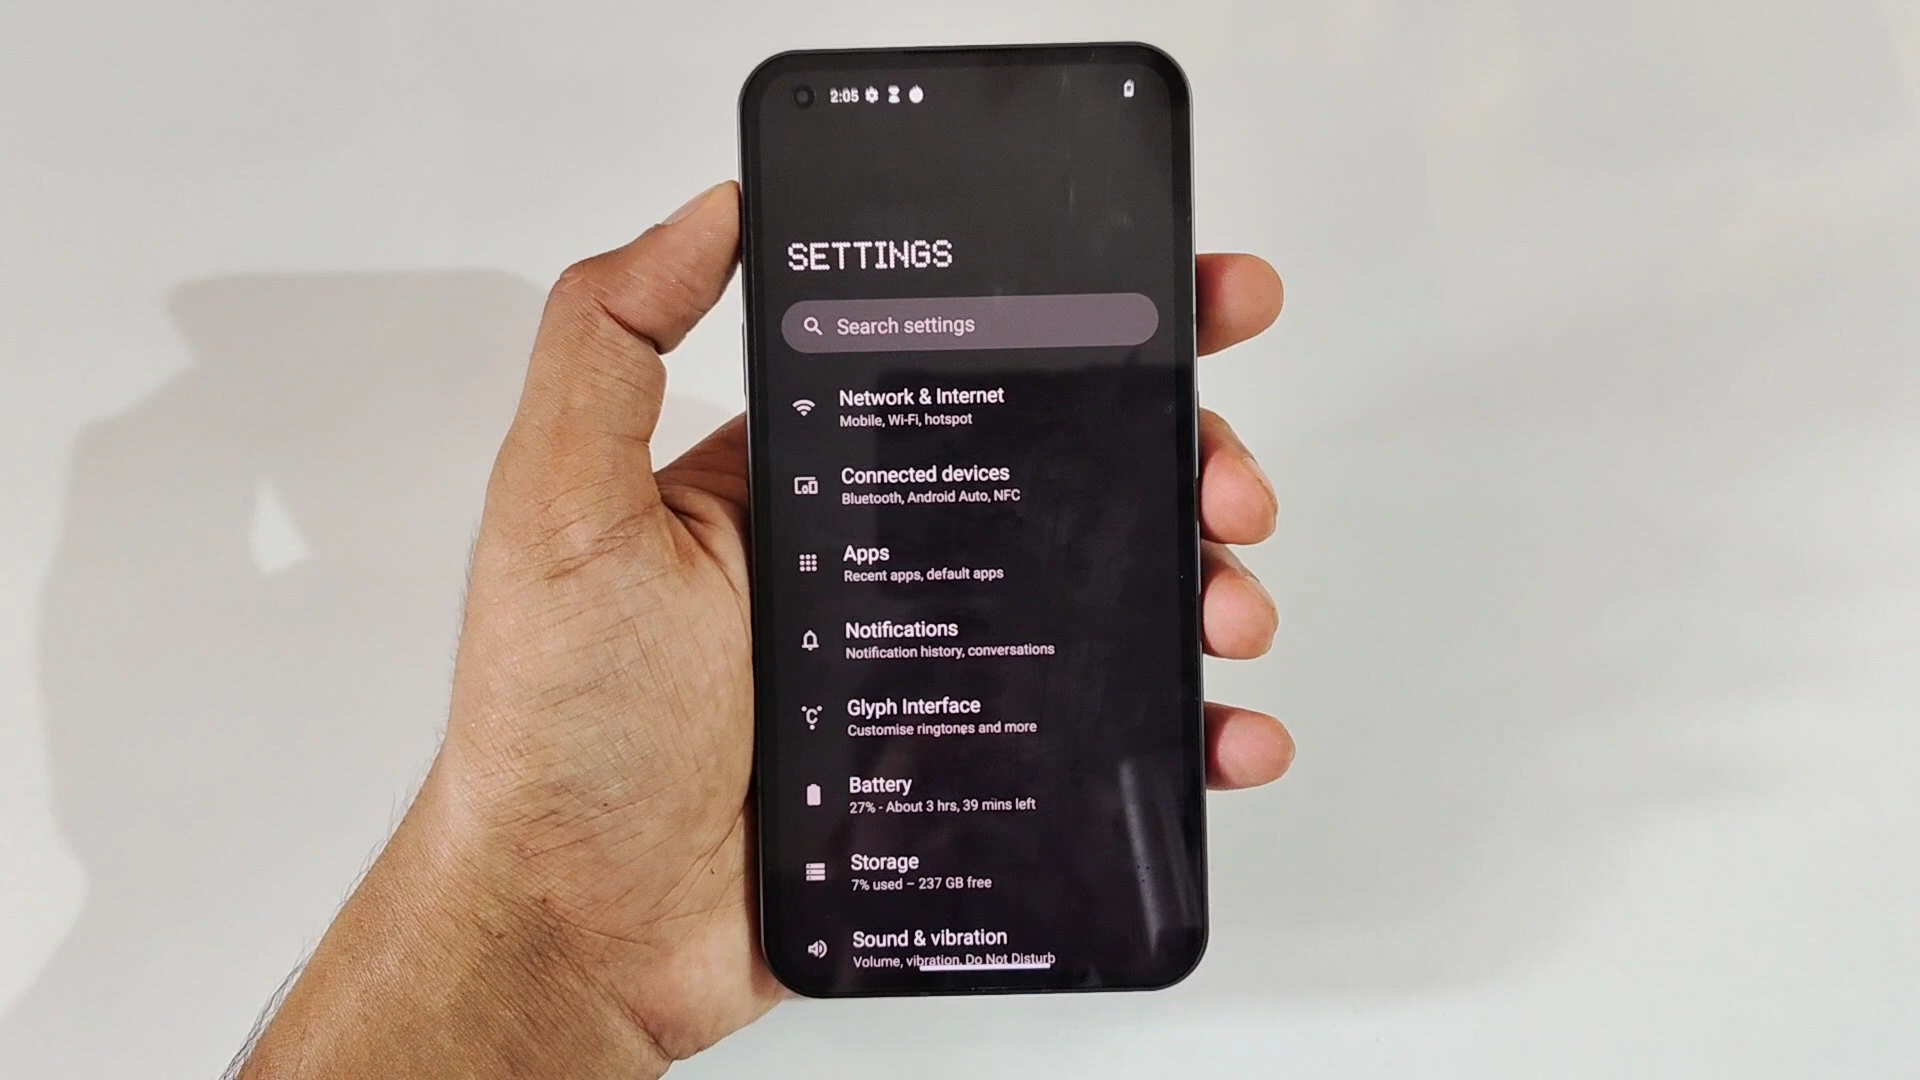 2:05
SETTINGS
Search settings
Network & Internet
Mobile, Wi-Fi, hotspot
Connected devices
Bluetooth, Android Auto, NFC
Apps
Recent apps, default apps
Notifications
Notification history, conversations
Glyph Interface
Customise ringtones and more
Battery
27% - About 3 hrs, 39 mins left
Storage
7% used – 237 GB free
Sound & vibration
Volume, vibration, Do Not Disturb